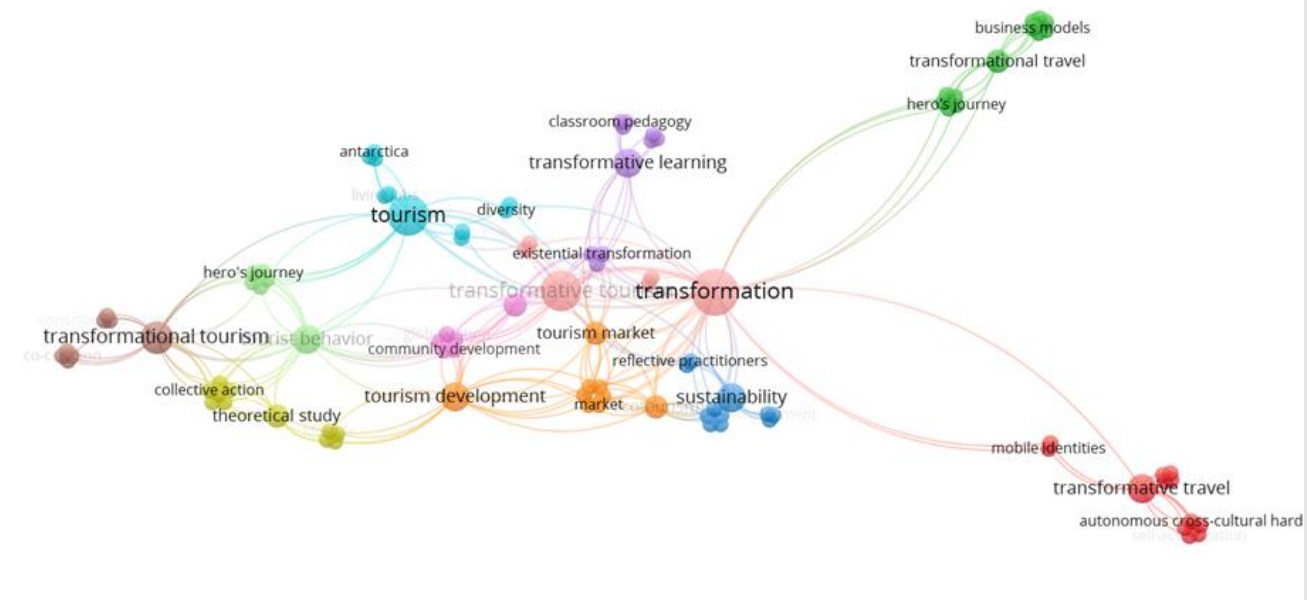 business models
transformational travel
hero's journey
classroom pedagogy
antarctica
transformative learning
tourism
diversity
existential transformation
hero's journey
transformative
transformation
tourism market
transformational tourism
behavior
community development
reflective practitioners
collective action
tourism development
sustainability
market
theoretical study
mobile identities
transformative travel
autonomous cross-cultural hard